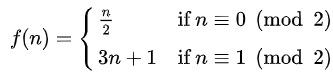 f(n) = { n/2 if n ≡ 0 (mod 2)
3n + 1 if n ≡ 1 (mod 2)